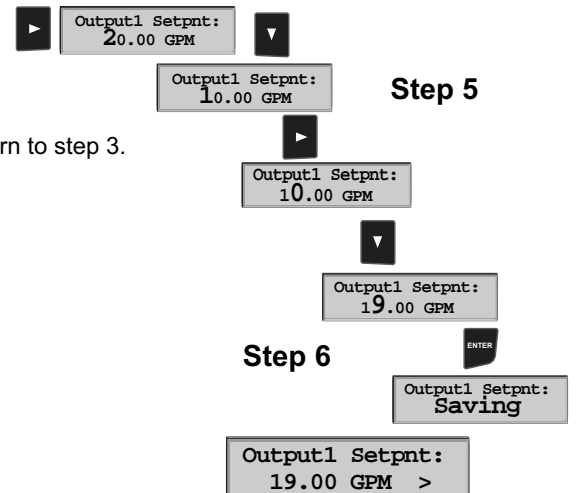 Output1 Setpnt:
20.00 GPM
Output1 Setpnt:
10.00 GPM
Step 5
rn to step 3.
Output1 Setpnt:
10.00 GPM
Output1 Setpnt:
19.00 GPM
Step 6
ENTER
Output1 Setpnt:
Saving
Output1 Setpnt:
19.00 GPM >